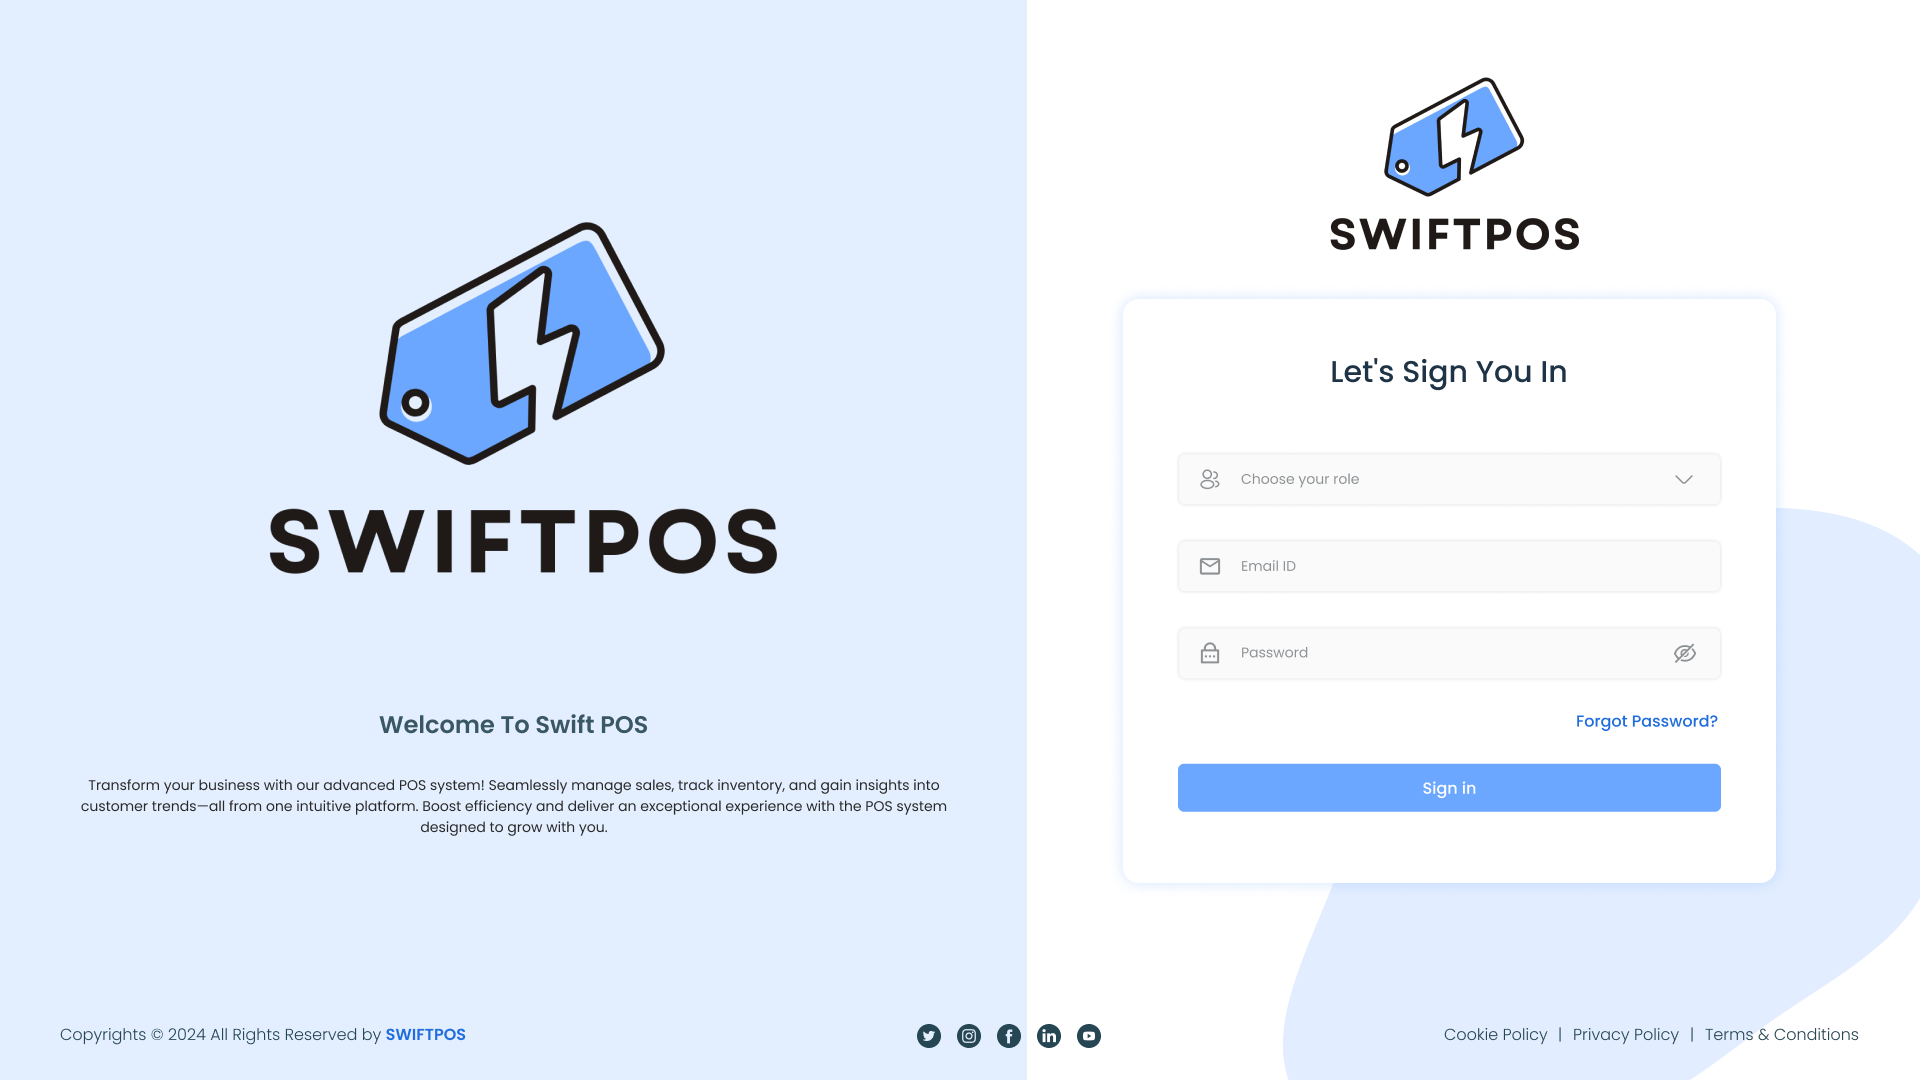 SWIFTPOS
Welcome To Swift POS
Transform your business with our advanced POS system! Seamlessly manage sales, track inventory, and gain insights into
customer trends—all from one intuitive platform. Boost efficiency and deliver an exceptional experience with the POS system
designed to grow with you.
SWIFTPOS
Let's Sign You In
Choose your role
Email ID
Password
Forgot Password?
Sign in
Copyrights © 2024 All Rights Reserved by SWIFTPOS
Cookie Policy | Privacy Policy | Terms & Conditions